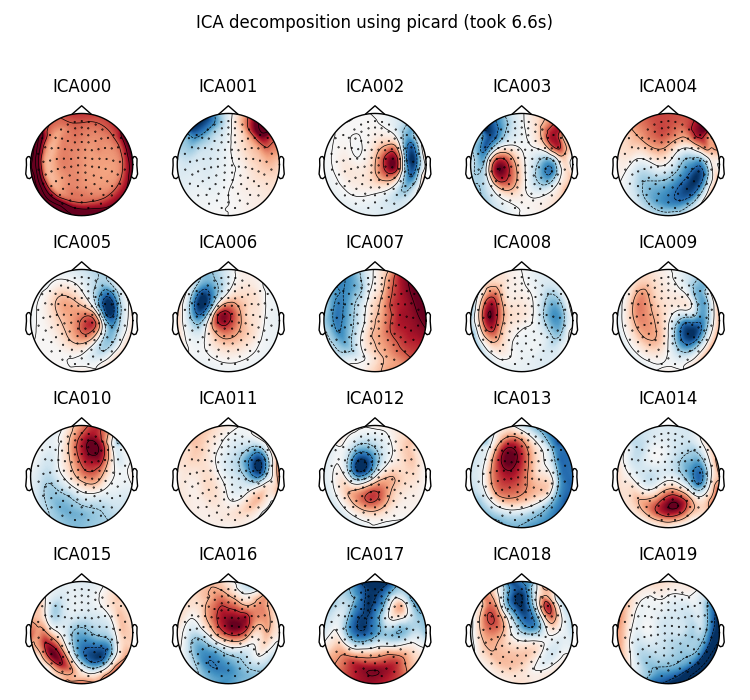 ICA decomposition using picard (took 6.6s)
ICA000 ICA001 ICA002 ICA003 ICA004
ICA005 ICA006 ICA007 ICA008 ICA009
ICA010 ICA011 ICA012 ICA013 ICA014
ICA015 ICA016 ICA017 ICA018 ICA019